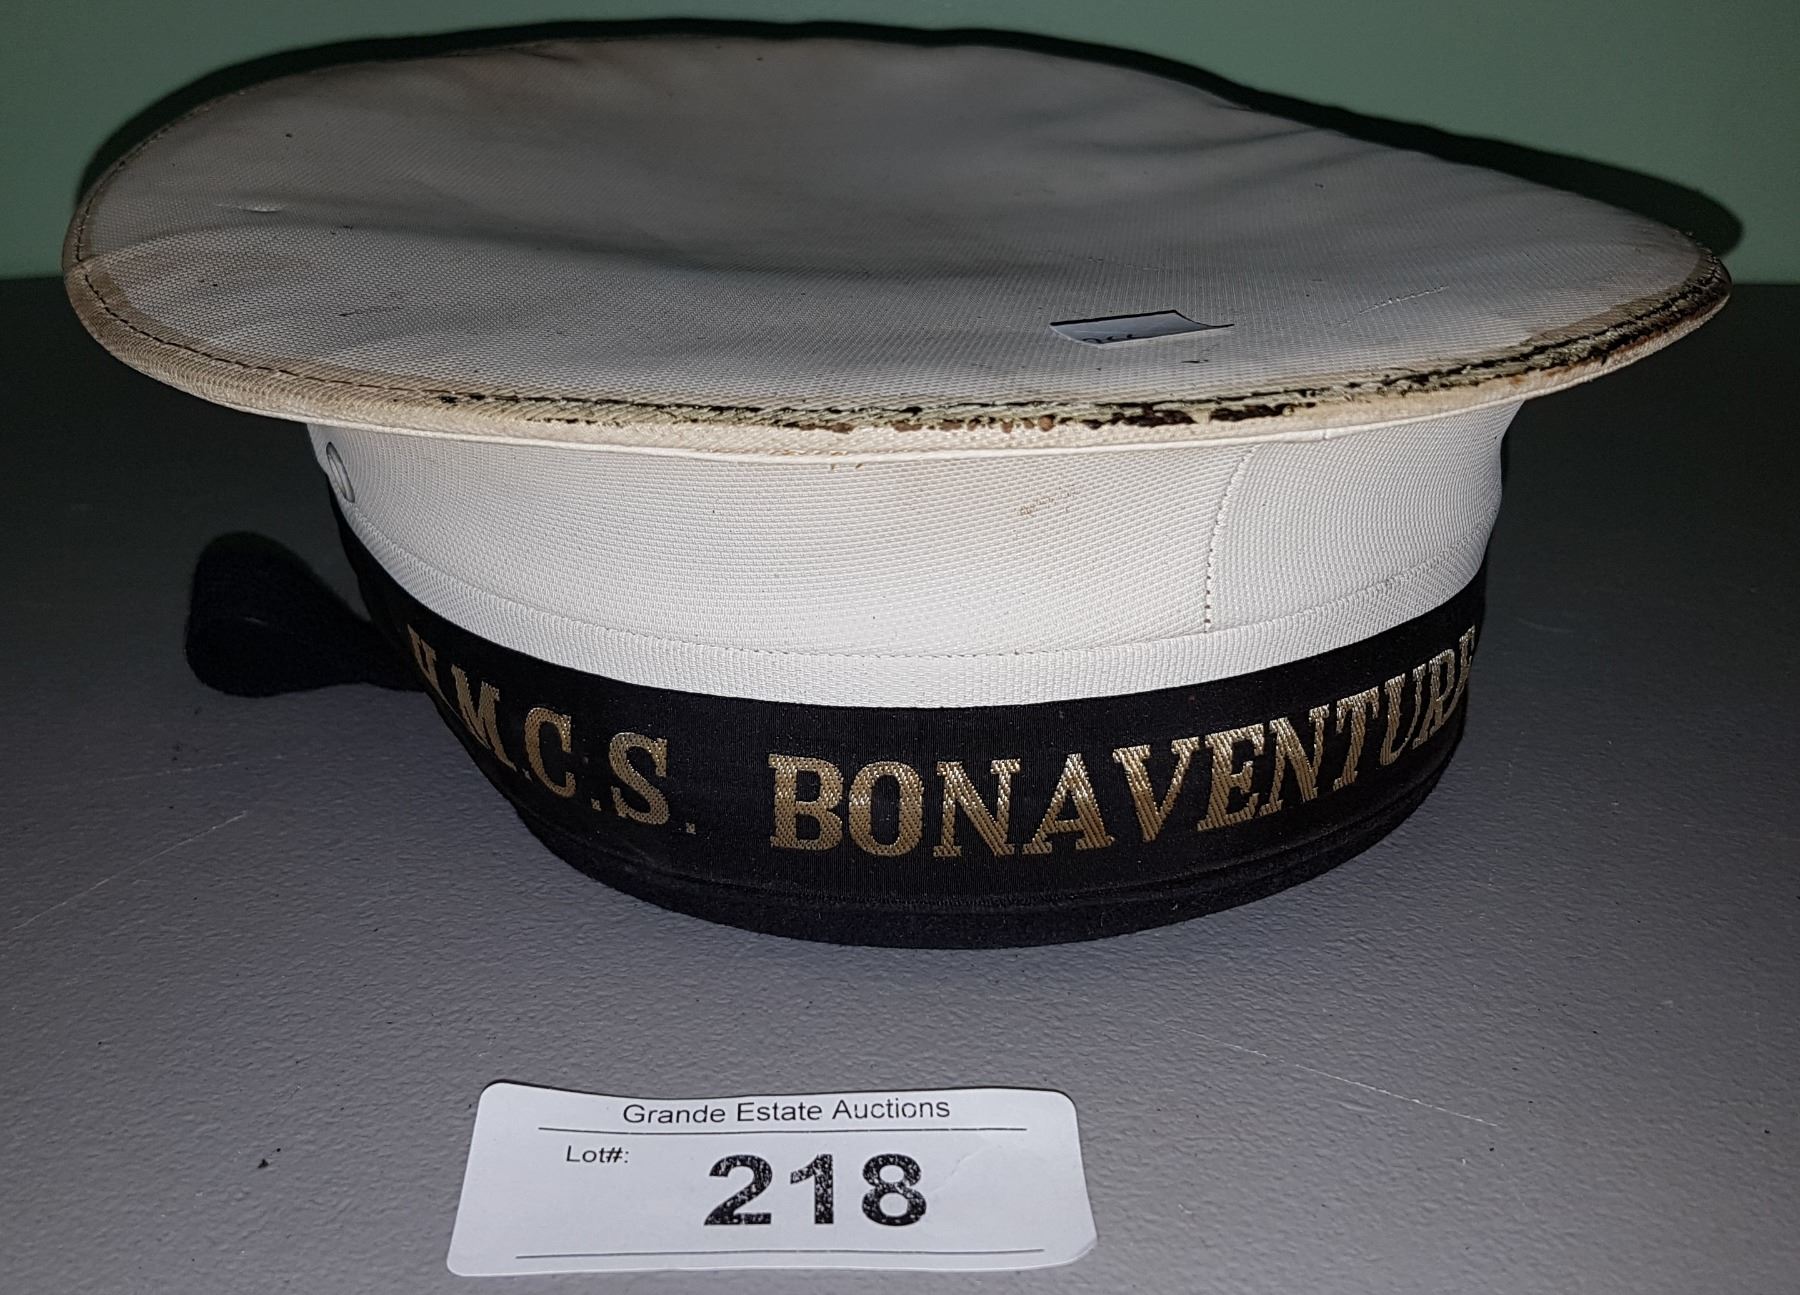 H.M.C.S. BONAVENTURE
Grande Estate Auctions
Lot#:
218